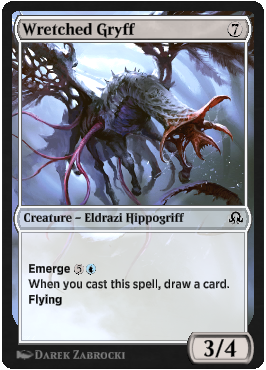 Wretched Gryff 7
Creature – Eldrazi Hippogriff
Emerge 5
When you cast this spell, draw a card.
Flying
3/4
DAREK ZABROCKI